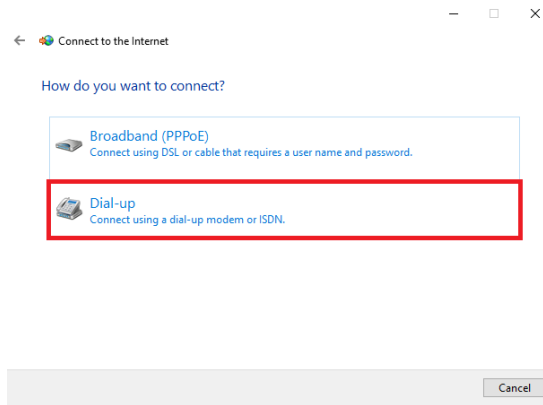 Connect to the Internet
How do you want to connect?
Broadband (PPPoE)
Connect using DSL or cable that requires a user name and password.
Dial-up
Connect using a dial-up modem or ISDN.
Cancel